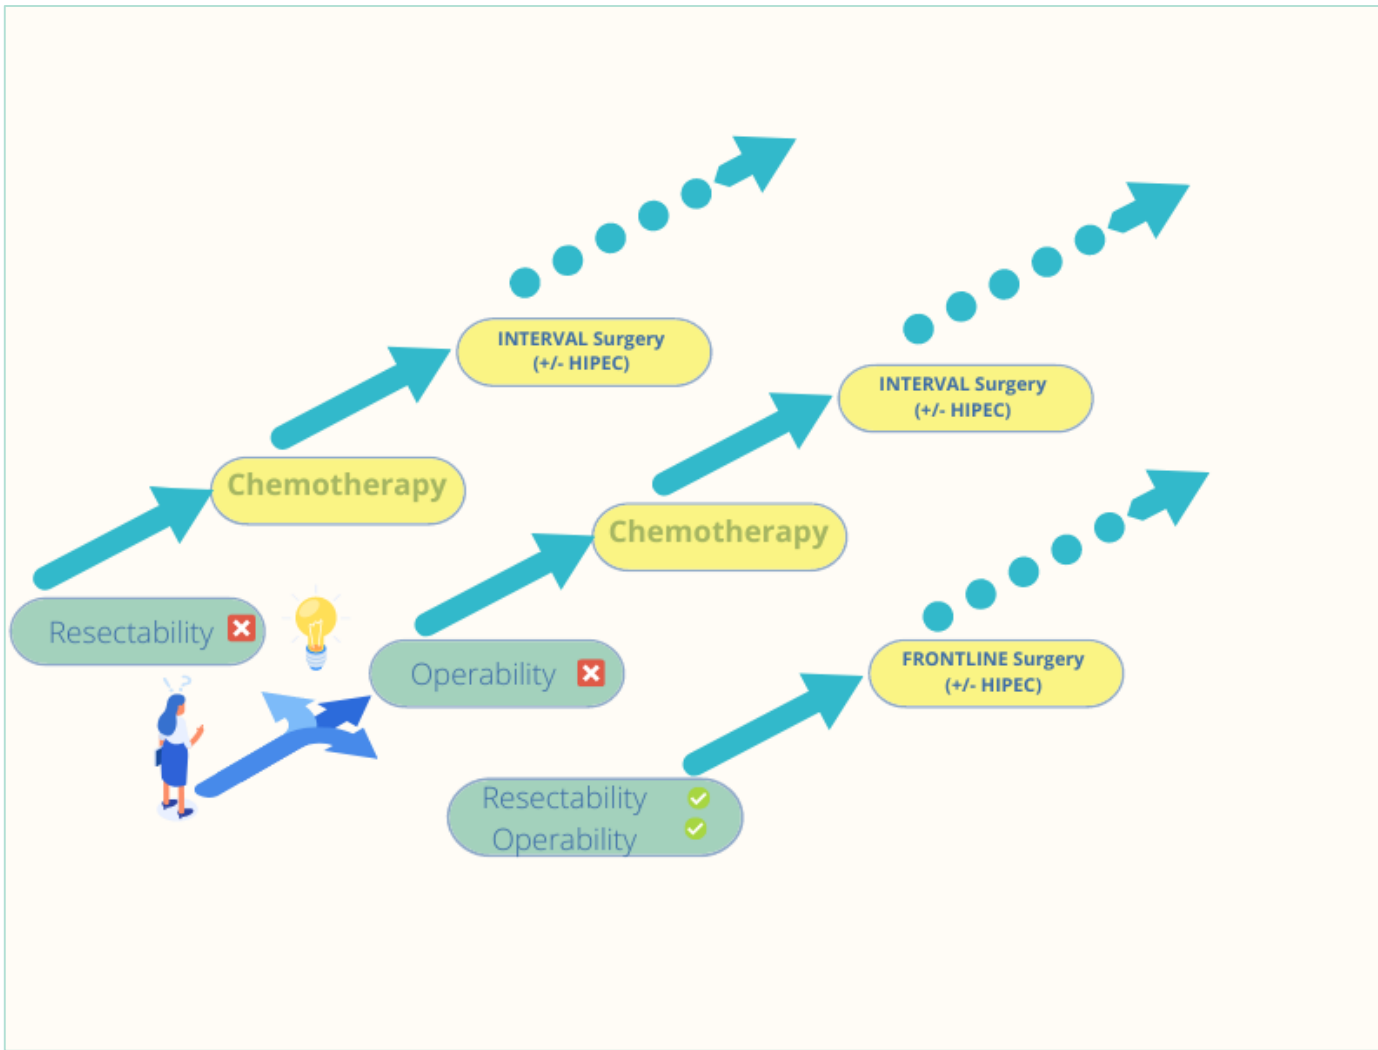 INTERVAL Surgery
(+/- HIPEC)
INTERVAL Surgery
(+/- HIPEC)
Chemotherapy
Chemotherapy
Resectability
Operability
FRONTLINE Surgery
(+/- HIPEC)
Resectability
Operability